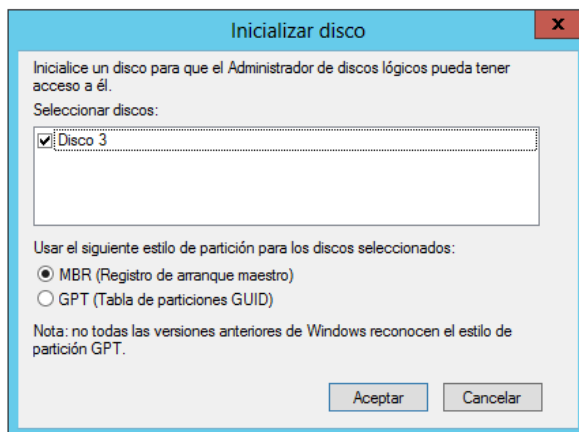 Inicializar disco
x
Inicialice un disco para que el Administrador de discos lógicos pueda tener
acceso a él.
Seleccionar discos:
Disco 3
Usar el siguiente estilo de partición para los discos seleccionados:
MBR (Registro de arranque maestro)
GPT (Tabla de particiones GUID)
Nota: no todas las versiones anteriores de Windows reconocen el estilo de
partición GPT.
Aceptar
Cancelar